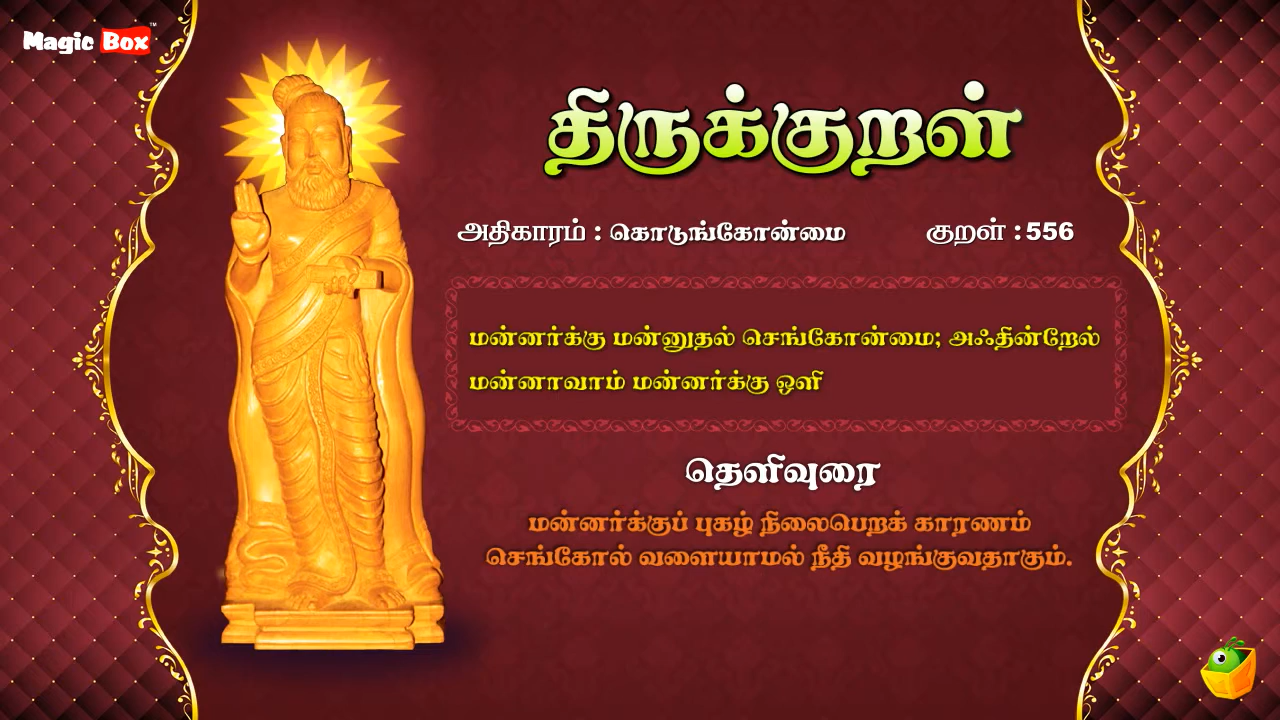 Magic Box™
திருக்குறள்
அதிகாரம் : கொடுங்கோன்மை குறள் : 556
மன்னர்க்கு மன்னுதல் செங்கோன்மை; அஃதின்றேல்
மன்னாவாம் மன்னர்க்கு ஒளி
தெளிவுரை
மன்னர்க்குப் புகழ் நிலைபெறக் காரணம்
செங்கோல் வளையாமல் நீதி வழங்குவதாகும்.